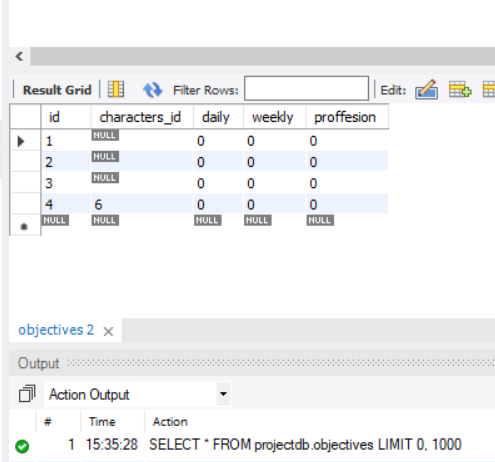 Result Grid Filter Rows: Edit:
id characters_id daily weekly proffesion
1 NULL 0 0 0
2 NULL 0 0 0
3 NULL 0 0 0
4 6 0 0 0
NULL NULL NULL NULL NULL
objectives 2
Output
Action Output
# Time Action
1 15:35:28 SELECT * FROM projectdb.objectives LIMIT 0, 1000